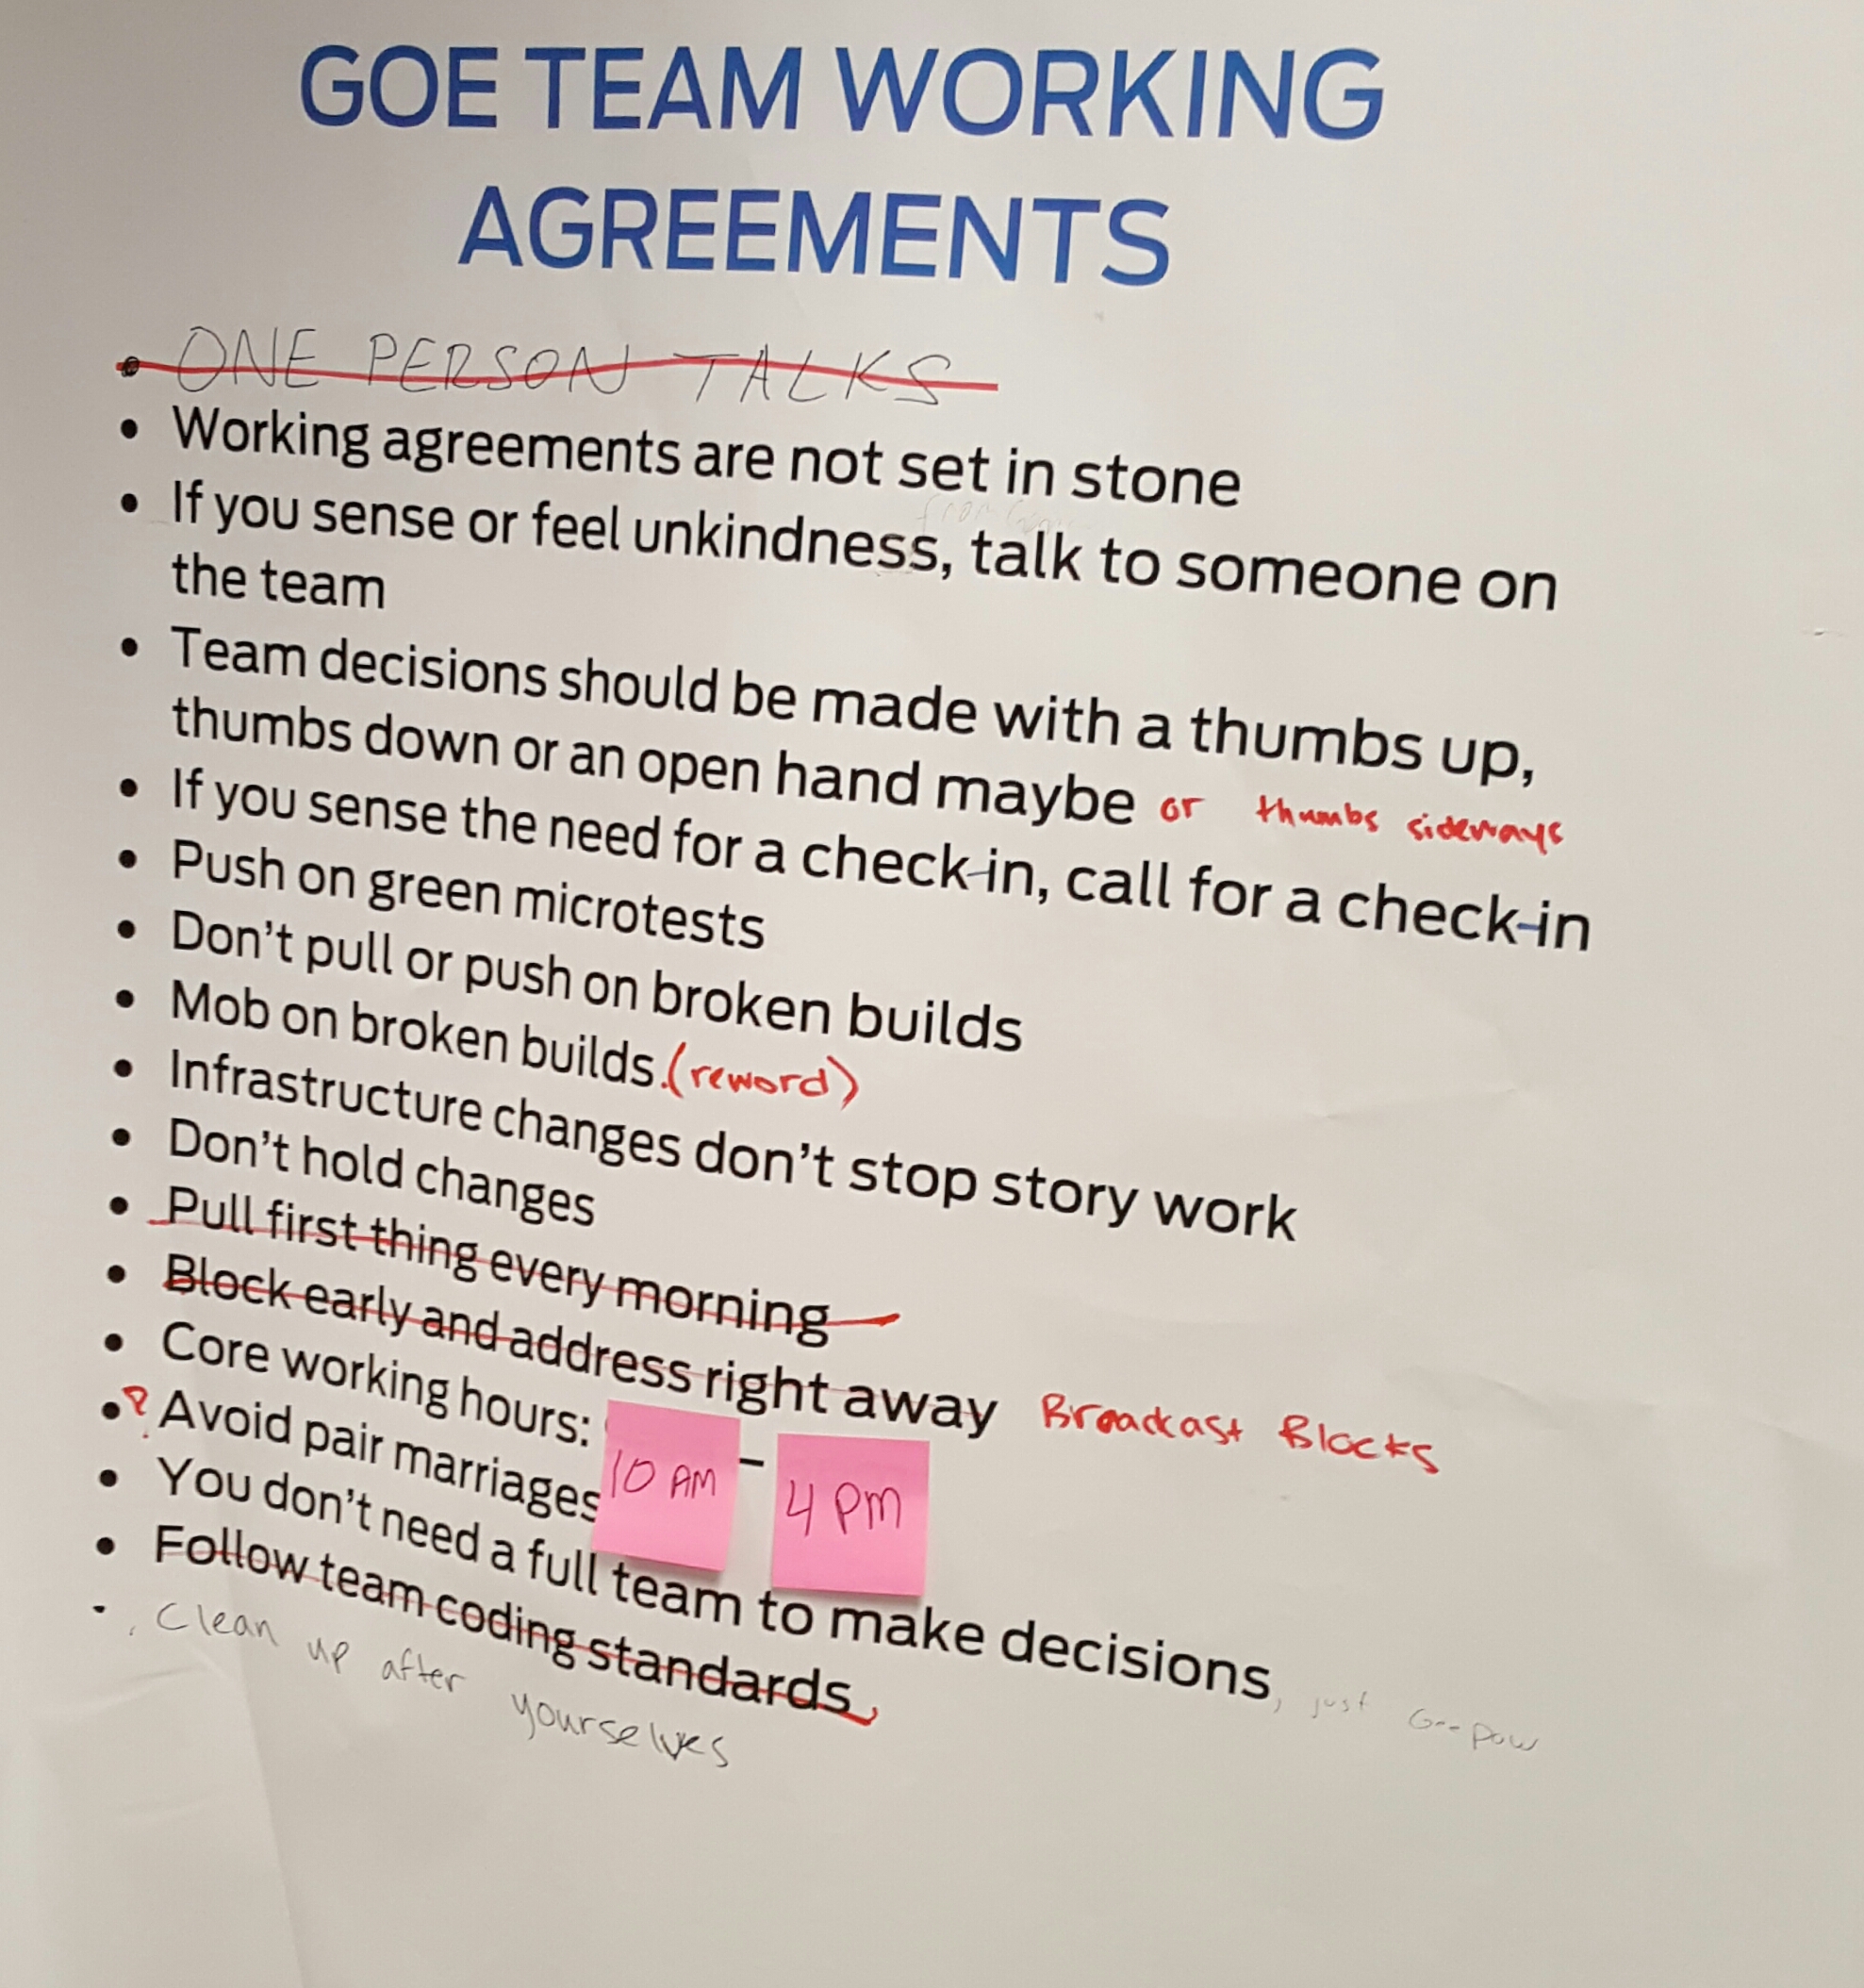 GOE TEAM WORKING
AGREEMENTS
• ONE PERSON TALKS
• Working agreements are not set in stone
• If you sense or feel unkindness, talk to someone on
the team
• Team decisions should be made with a thumbs up,
thumbs down or an open hand maybe or thumbs sideways
• If you sense the need for a check-in, call for a check-in
• Push on green microtests
• Don't pull or push on broken builds
• Mob on broken builds. (reword)
• Infrastructure changes don't stop story work
• Don't hold changes
• Pull first thing every morning
• Block early and address right away Broadcast Blocks
• Core working hours: 10 AM - 4 PM
• ? Avoid pair marriages
• You don't need a full team to make decisions, just
• Follow team coding standards
• Clean up after yourselves